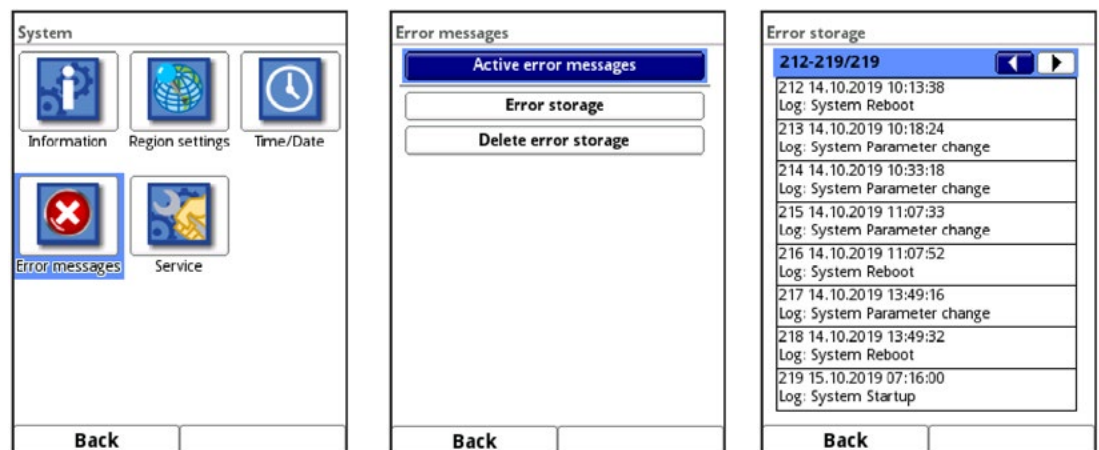 System
Information
Region settings
Time/Date
Error messages
Service
Back
Error messages
Active error messages
Error storage
Delete error storage
Back
Error storage
212-219/219
212 14.10.2019 10:13:38
Log: System Reboot
213 14.10.2019 10:18:24
Log: System Parameter change
214 14.10.2019 10:33:18
Log: System Parameter change
215 14.10.2019 11:07:33
Log: System Parameter change
216 14.10.2019 11:07:52
Log: System Reboot
217 14.10.2019 13:49:16
Log: System Parameter change
218 14.10.2019 13:49:32
Log: System Reboot
219 15.10.2019 07:16:00
Log: System Startup
Back